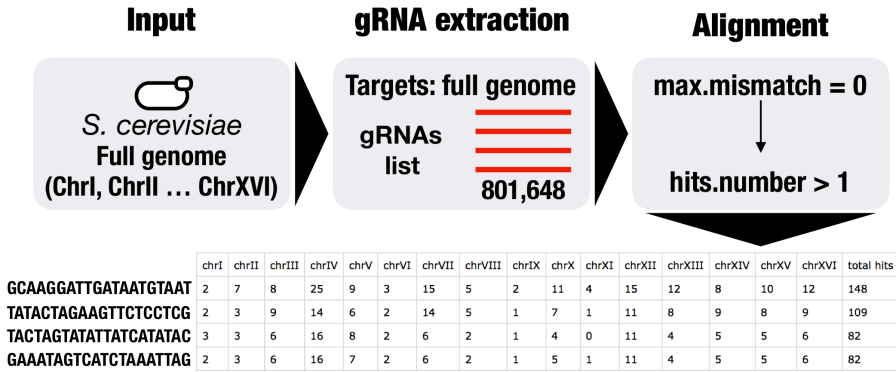 Input
gRNA extraction
Alignment
S. cerevisiae
Full genome
(ChrI, ChrII ... ChrXVI)
Targets: full genome
gRNAs
list
801,648
max.mismatch = 0
hits.number > 1
chrI chrII chrIII chrIV chrV chrVI chrVII chrVIII chrIX chrX chrXI chrXII chrXIII chrXIV chrXV chrXVI total hits
GCAAGGATTGATAATGTAAT 2 7 8 25 9 3 15 5 2 11 4 15 12 8 10 12 148
TATACTAGAAGTTCTCCTCG 2 3 9 14 6 2 14 5 1 7 1 11 8 9 8 9 109
TACTAGTATATTATCATATAC 3 3 6 16 8 2 6 2 1 4 0 11 4 5 5 6 82
GAAATAGTCATCTAAATTAG 2 3 6 16 7 2 6 2 1 5 1 11 4 5 5 6 82